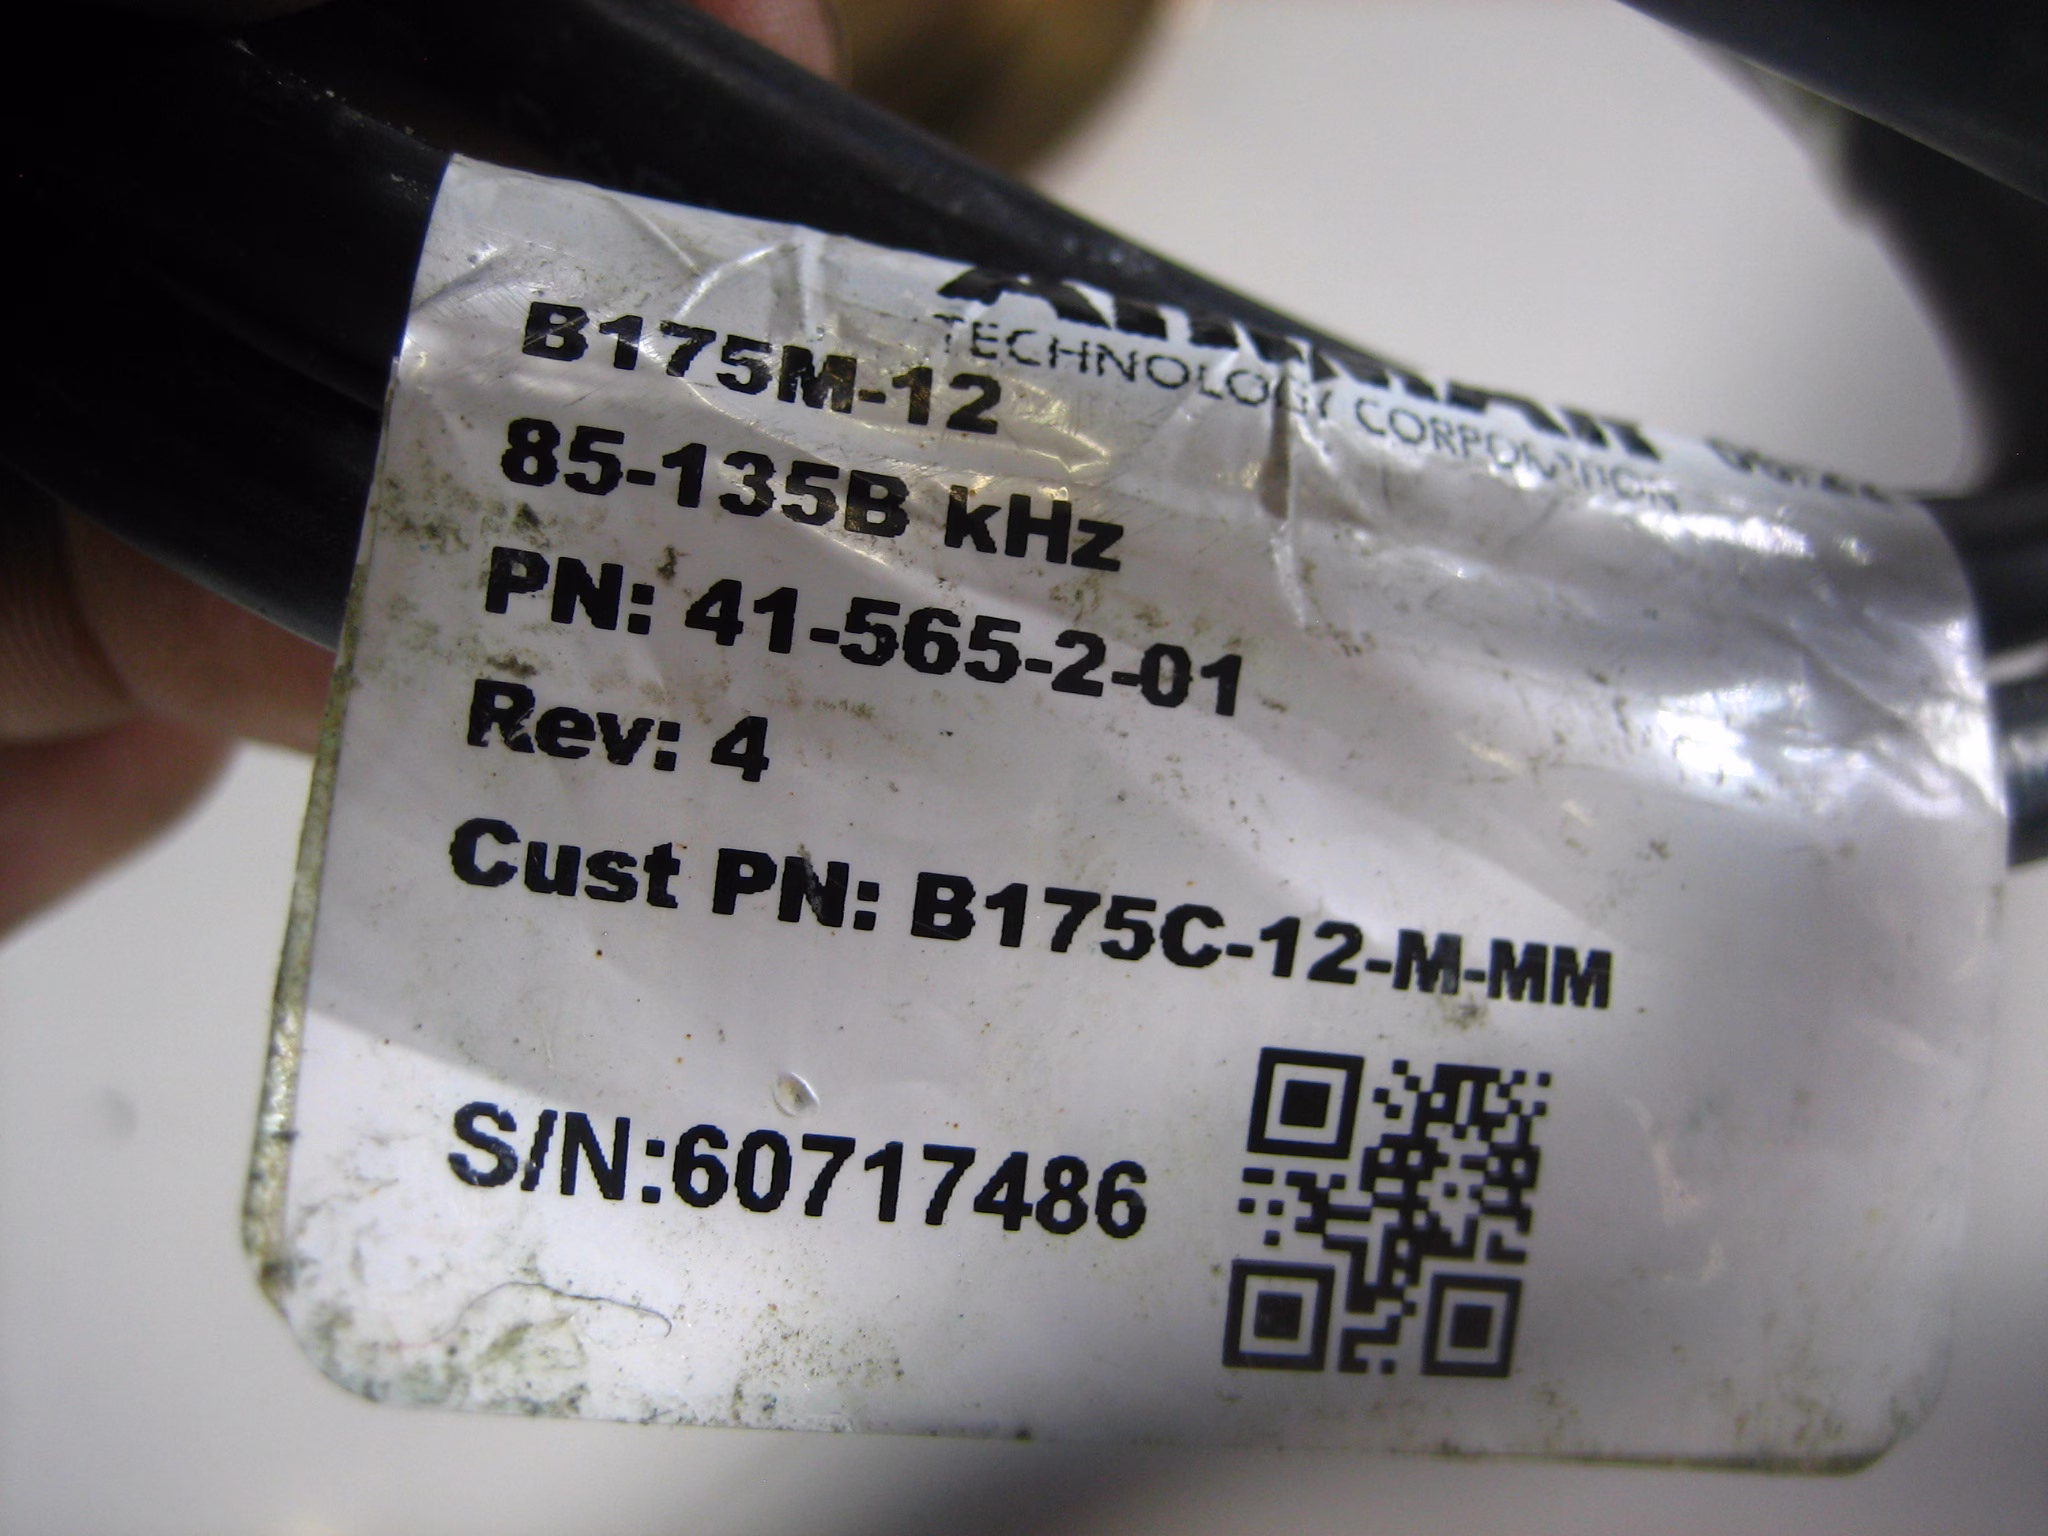 AIRMAR
TECHNOLOGY CORPORATION
B175M-12
85-135B kHz
PN: 41-565-2-01
Rev: 4
Cust PN: B175C-12-M-MM
S/N:60717486